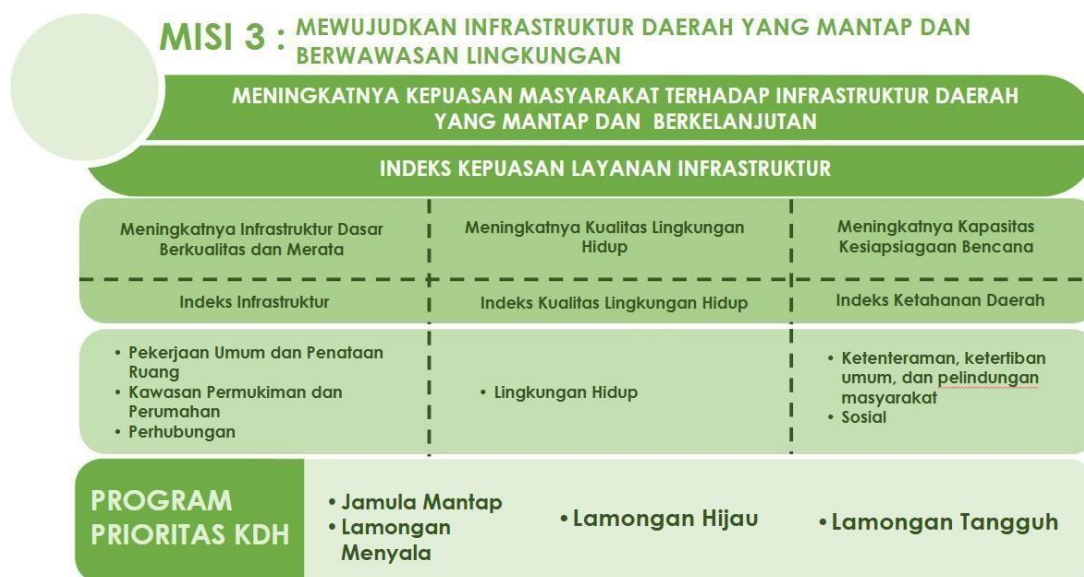 MISI 3 : MEWUJUDKAN INFRASTRUKTUR DAERAH YANG MANTAP DAN
BERWAWASAN LINGKUNGAN
MENINGKATNYA KEPUASAN MASYARAKAT TERHADAP INFRASTRUKTUR DAERAH
YANG MANTAP DAN BERKELANJUTAN
INDEKS KEPUASAN LAYANAN INFRASTRUKTUR
Meningkatnya Infrastruktur Dasar
Berkualitas dan Merata
Meningkatnya Kualitas Lingkungan
Hidup
Meningkatnya Kapasitas
Kesiapsiagaan Bencana
Indeks Infrastruktur
Indeks Kualitas Lingkungan Hidup
Indeks Ketahanan Daerah
• Pekerjaan Umum dan Penataan
Ruang
• Kawasan Permukiman dan
Perumahan
• Perhubungan
• Lingkungan Hidup
• Ketenteraman, ketertiban
umum, dan pelindungan
masyarakat
• Sosial
PROGRAM
PRIORITAS KDH
• Jamula Mantap
• Lamongan
Menyala
• Lamongan Hijau
• Lamongan Tangguh